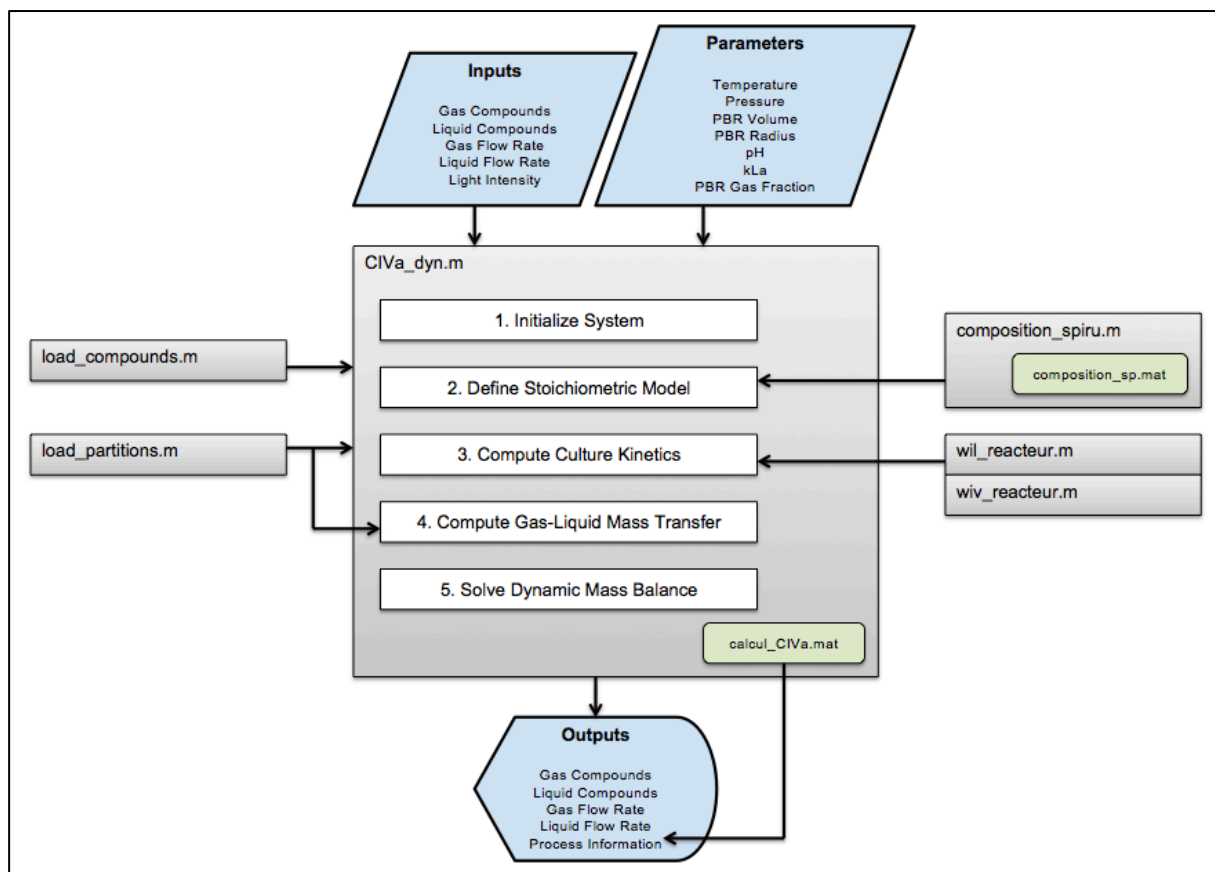 Inputs
Gas Compounds
Liquid Compounds
Gas Flow Rate
Liquid Flow Rate
Light Intensity
Parameters
Temperature
Pressure
PBR Volume
PBR Radius
pH
kLa
PBR Gas Fraction
CIVa_dyn.m
1. Initialize System
2. Define Stoichiometric Model
3. Compute Culture Kinetics
4. Compute Gas-Liquid Mass Transfer
5. Solve Dynamic Mass Balance
calcul_CIVa.mat
load_compounds.m
load_partitions.m
composition_spiru.m
composition_sp.mat
wil_reacteur.m
wiv_reacteur.m
Outputs
Gas Compounds
Liquid Compounds
Gas Flow Rate
Liquid Flow Rate
Process Information